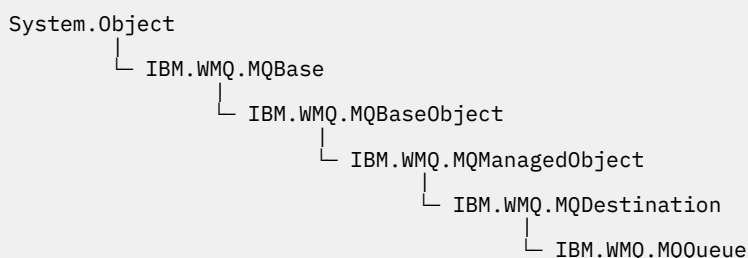 System.Object
IBM.WMQ.MQBase
IBM.WMQ.MQBaseObject
IBM.WMQ.MQManagedObject
IBM.WMQ.MQDestination
IBM.WMQ.MQQueue